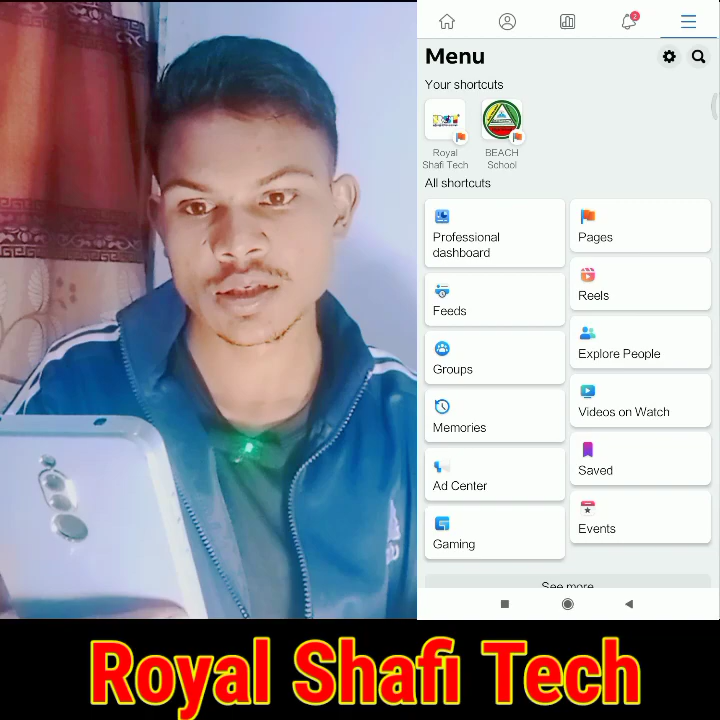 2
Menu
Your shortcuts
Royal
Shafi Tech
BEACH
School
All shortcuts
Professional
dashboard
Pages
Feeds
Reels
Groups
Explore People
Memories
Videos on Watch
Ad Center
Saved
Gaming
Events
See more
Royal Shafi Tech